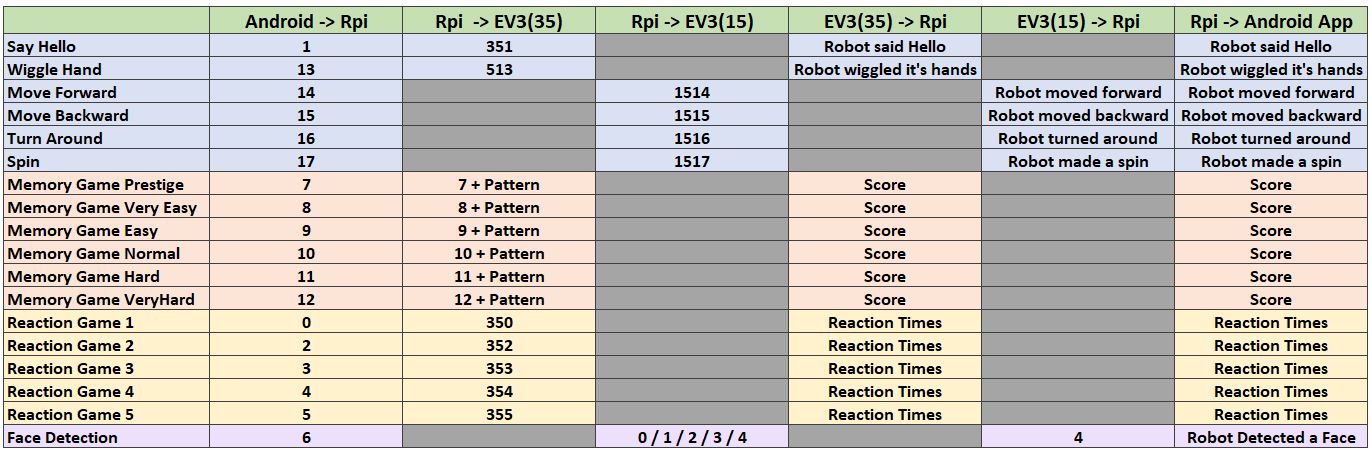 Android -> Rpi Rpi -> EV3(35) Rpi -> EV3(15) EV3(35) -> Rpi EV3(15) -> Rpi Rpi -> Android App
Say Hello 1 351 Robot said Hello Robot said Hello
Wiggle Hand 13 513 Robot wiggled it's hands Robot wiggled it's hands
Move Forward 14 1514 Robot moved forward Robot moved forward
Move Backward 15 1515 Robot moved backward Robot moved backward
Turn Around 16 1516 Robot turned around Robot turned around
Spin 17 1517 Robot made a spin Robot made a spin
Memory Game Prestige 7 7 + Pattern Score Score
Memory Game Very Easy 8 8 + Pattern Score Score
Memory Game Easy 9 9 + Pattern Score Score
Memory Game Normal 10 10 + Pattern Score Score
Memory Game Hard 11 11 + Pattern Score Score
Memory Game VeryHard 12 12 + Pattern Score Score
Reaction Game 1 0 350 Reaction Times Reaction Times
Reaction Game 2 2 352 Reaction Times Reaction Times
Reaction Game 3 3 353 Reaction Times Reaction Times
Reaction Game 4 4 354 Reaction Times Reaction Times
Reaction Game 5 5 355 Reaction Times Reaction Times
Face Detection 6 0 / 1 / 2 / 3 / 4 4 Robot Detected a Face